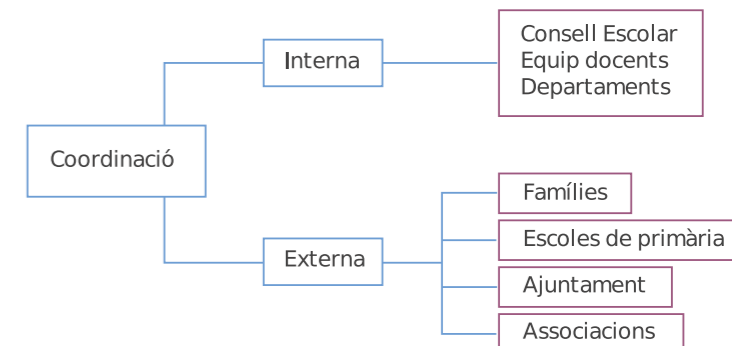 Coordinació
Interna
Consell Escolar
Equip docents
Departaments
Externa
Famílies
Escoles de primària
Ajuntament
Associacions